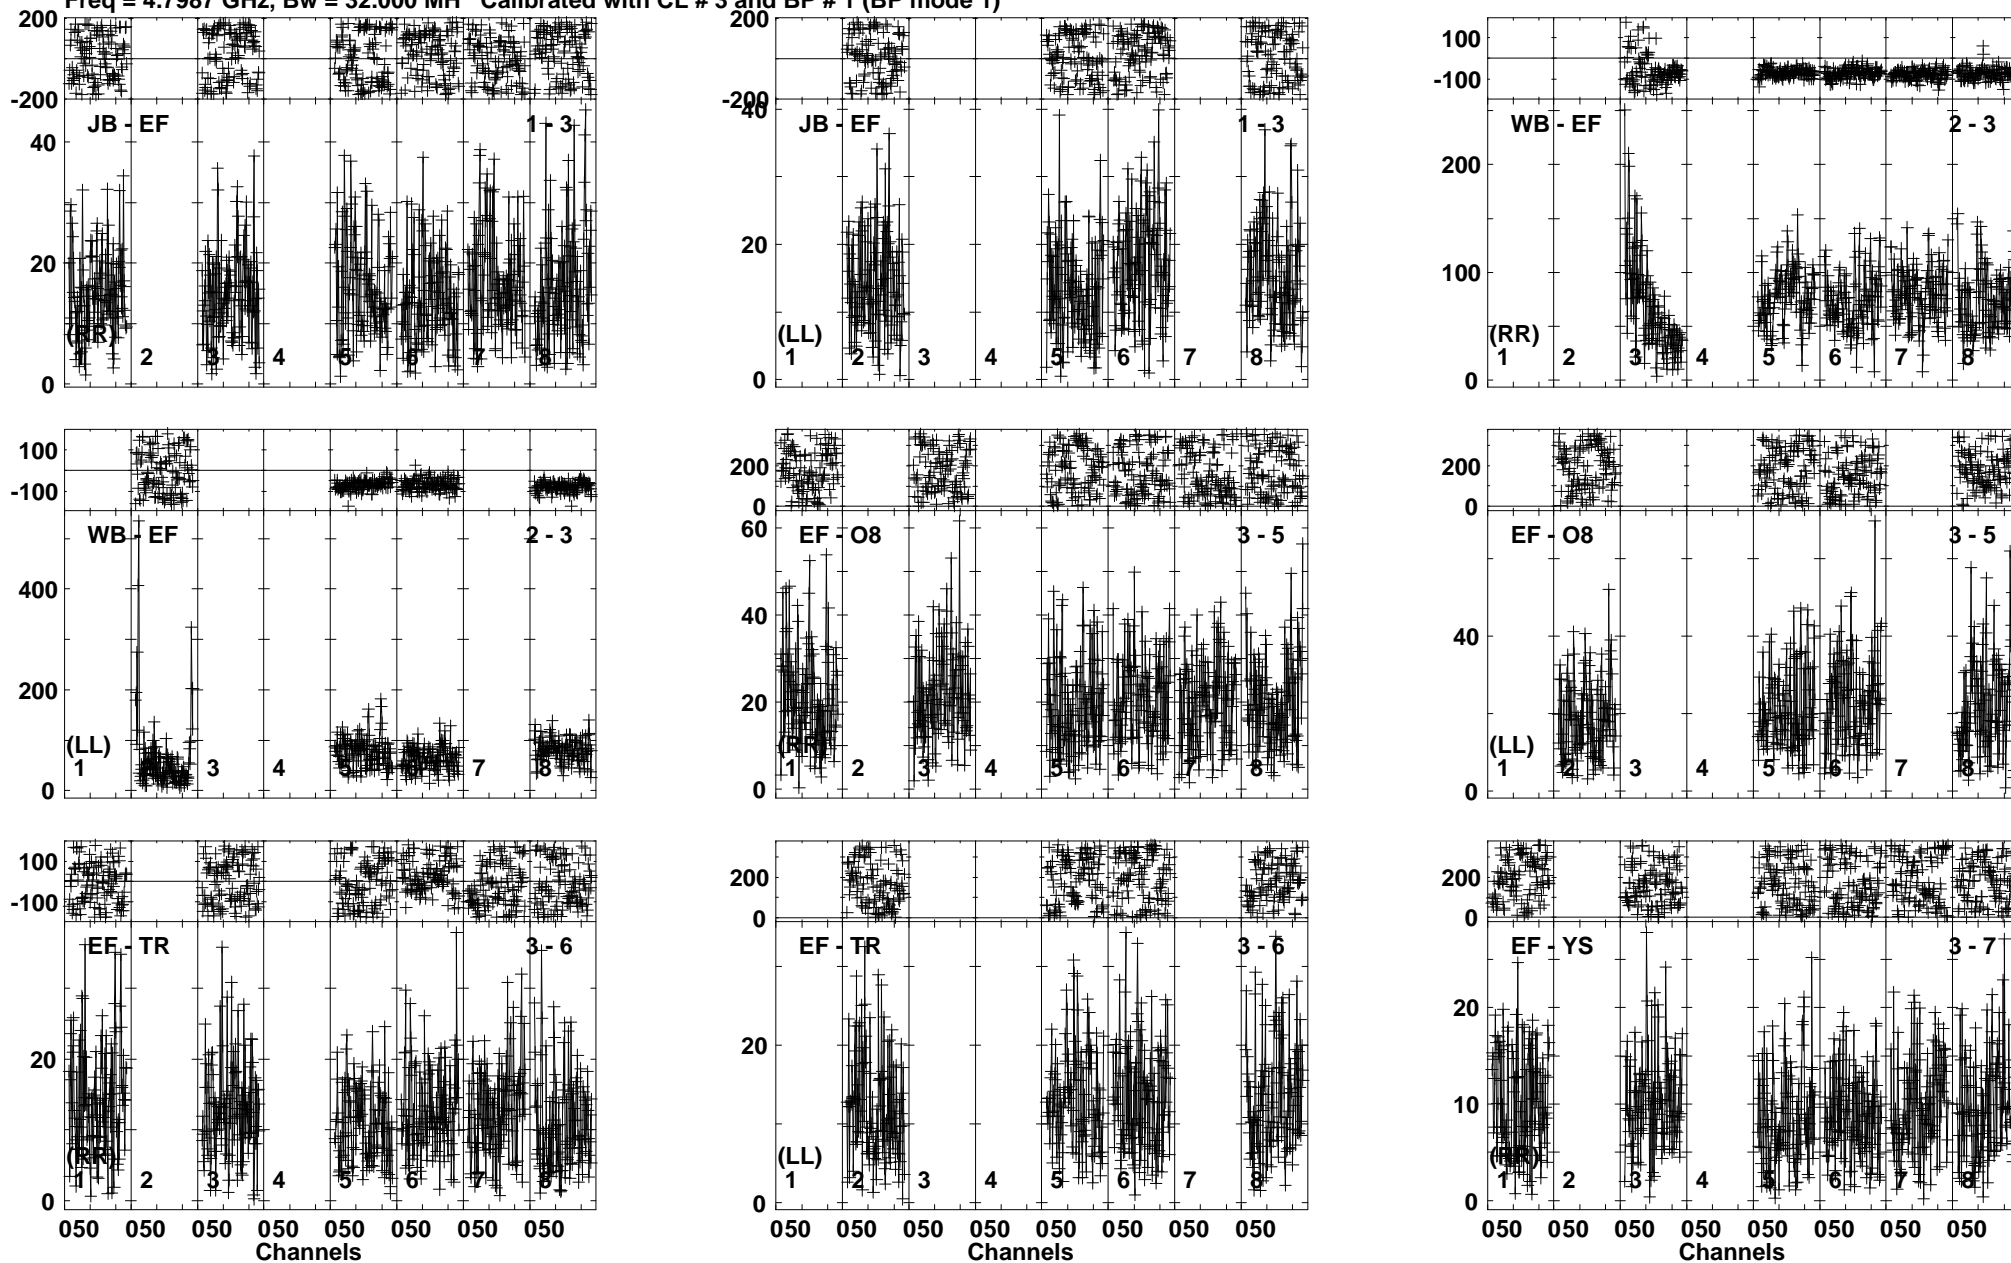 Freq = 4.7987 GHz, Bw = 32.000 MH Calibrated with CL # 3 and BP # 1 (BP mode 1)
200
-200
JB - EF 1 - 3
40
20
0
(RR)
1 2 3 4 5 6 7 8
200
-200
40
JB - EF 1 - 3
20
0
(LL)
1 2 3 4 5 6 7 8
100
-100
WB - EF 2 - 3
200
100
0
(RR)
1 2 3 4 5 6 7 8
100
-100
WB - EF 2 - 3
400
200
0
(LL)
1 2 3 4 5 6 7 8
200
0
60
EF - O8 3 - 5
40
20
0
(RR)
1 2 3 4 5 6 7 8
200
0
EF - O8 3 - 5
40
0
(LL)
1 2 3 4 5 6 7 8
100
-100
EF - TR 3 - 6
20
0
(RR)
1 2 3 4 5 6 7 8
050 050 050 050 050 050 050 050
Channels
200
0
EF - TR 3 - 6
20
0
(LL)
1 2 3 4 5 6 7 8
050 050 050 050 050 050 050 050
Channels
200
0
EF - YS 3 - 7
20
10
0
(RR)
1 2 3 4 5 6 7 8
050 050 050 050 050 050 050 050
Channels